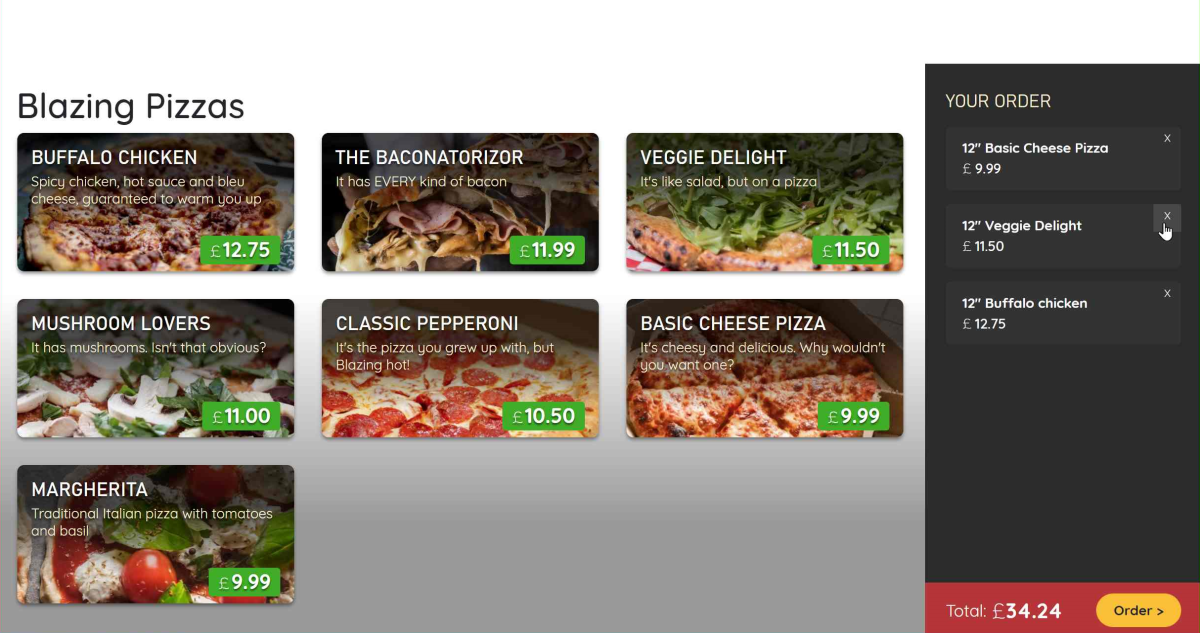 Blazing Pizzas
BUFFALO CHICKEN
Spicy chicken, hot sauce and bleu
cheese, guaranteed to warm you up
£12.75
THE BACONATORIZOR
It has EVERY kind of bacon
£11.99
VEGGIE DELIGHT
It's like salad, but on a pizza
£11.50
MUSHROOM LOVERS
It has mushrooms. Isn't that obvious?
£11.00
CLASSIC PEPPERONI
It's the pizza you grew up with, but
Blazing hot!
£10.50
BASIC CHEESE PIZZA
It's cheesy and delicious. Why wouldn't
you want one?
£9.99
MARGHERITA
Traditional Italian pizza with tomatoes
and basil
£9.99
YOUR ORDER
X
12" Basic Cheese Pizza
£ 9.99
X
12" Veggie Delight
£ 11.50
X
12" Buffalo chicken
£ 12.75
Total: £34.24
Order >